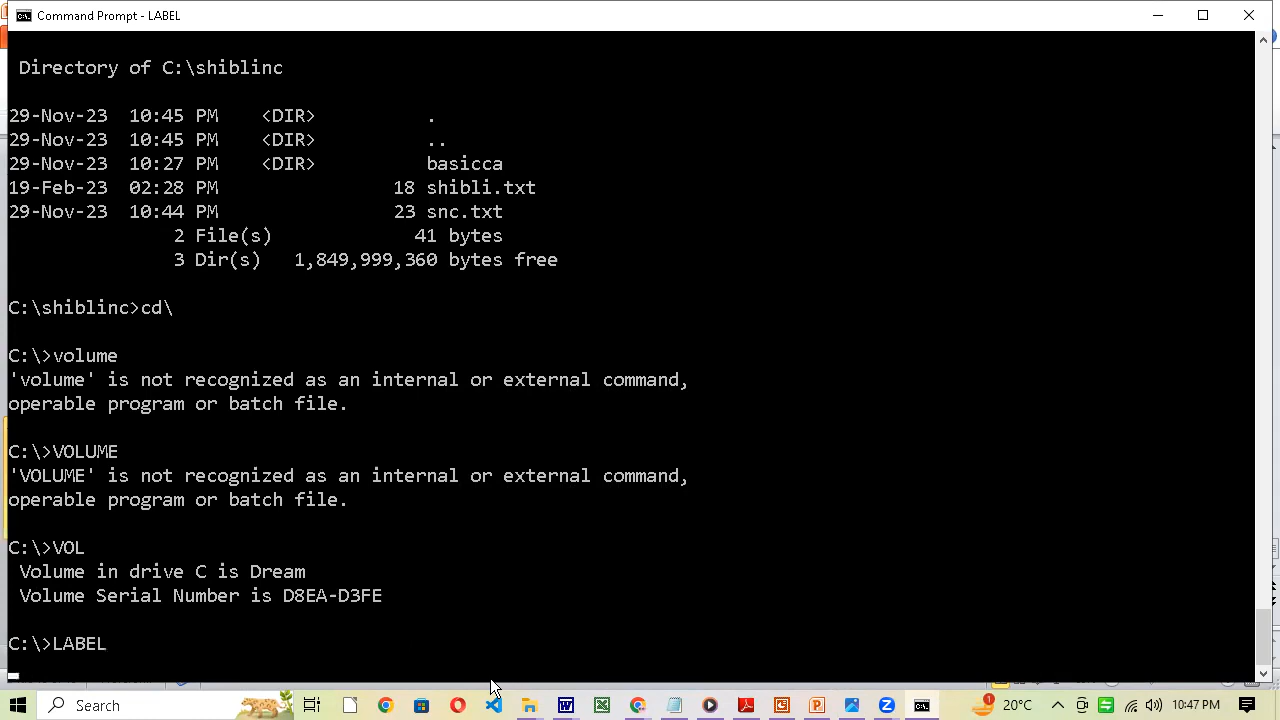 Command Prompt - LABEL
Directory of C:\shiblinc
29-Nov-23  10:45 PM    <DIR>          .
29-Nov-23  10:45 PM    <DIR>          ..
29-Nov-23  10:27 PM    <DIR>          basicca
19-Feb-23  02:28 PM                18 shibli.txt
29-Nov-23  10:44 PM                23 snc.txt
2 File(s)             41 bytes
3 Dir(s)   1,849,999,360 bytes free
C:\shiblinc>cd\
C:\>volume
'volume' is not recognized as an internal or external command,
operable program or batch file.
C:\>VOLUME
'VOLUME' is not recognized as an internal or external command,
operable program or batch file.
C:\>VOL
Volume in drive C is Dream
Volume Serial Number is D8EA-D3FE
C:\>LABEL
Search
1
20°C
10:47 PM